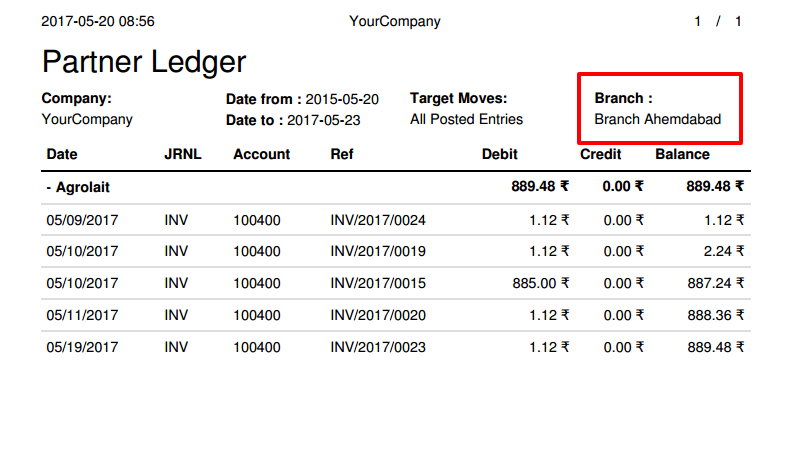 2017-05-20 08:56 YourCompany 1 / 1
Partner Ledger
Company: Date from : 2015-05-20 Target Moves: Branch :
YourCompany Date to : 2017-05-23 All Posted Entries Branch Ahemdabad
Date JRNL Account Ref Debit Credit Balance
- Agrolait 889.48 ₹ 0.00 ₹ 889.48 ₹
05/09/2017 INV 100400 INV/2017/0024 1.12 ₹ 0.00 ₹ 1.12 ₹
05/10/2017 INV 100400 INV/2017/0019 1.12 ₹ 0.00 ₹ 2.24 ₹
05/10/2017 INV 100400 INV/2017/0015 885.00 ₹ 0.00 ₹ 887.24 ₹
05/11/2017 INV 100400 INV/2017/0020 1.12 ₹ 0.00 ₹ 888.36 ₹
05/19/2017 INV 100400 INV/2017/0023 1.12 ₹ 0.00 ₹ 889.48 ₹